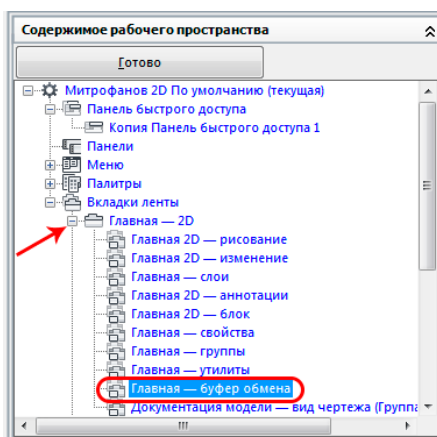 Содержимое рабочего пространства
Готово
Митрофанов 2D По умолчанию (текущая)
Панель быстрого доступа
Копия Панель быстрого доступа 1
Панели
Меню
Палитры
Вкладки ленты
Главная — 2D
Главная 2D — рисование
Главная 2D — изменение
Главная — слои
Главная 2D — аннотации
Главная 2D — блок
Главная — свойства
Главная — группы
Главная — утилиты
Главная — буфер обмена
Документация модели — вид чертежа (Группа